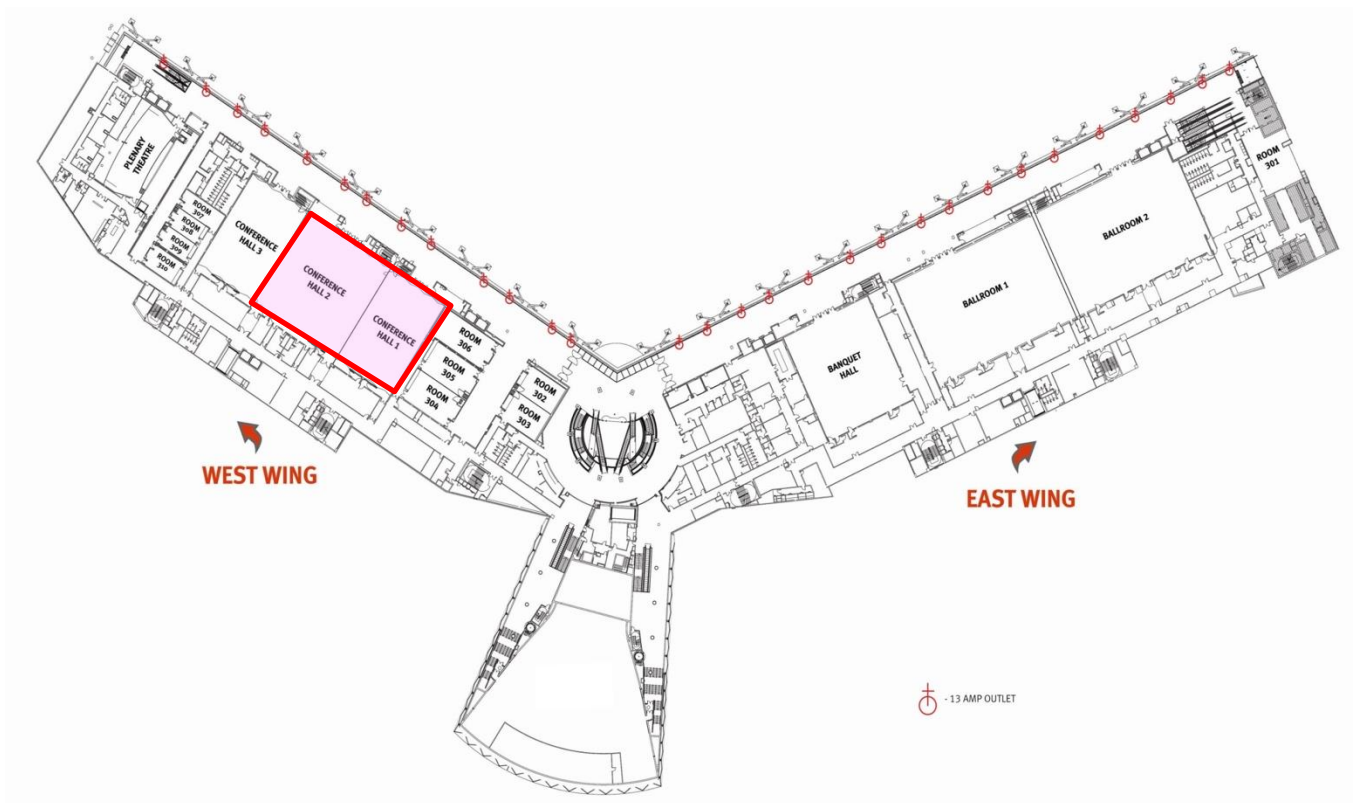 PLENARY
THEATRE
ROOM
307
ROOM
308
ROOM
309
ROOM
310
CONFERENCE
HALL 3
CONFERENCE
HALL 2
CONFERENCE
HALL 1
ROOM
306
ROOM
305
ROOM
304
ROOM
302
ROOM
303
BANQUET
HALL
BALLROOM 1
BALLROOM 2
ROOM
301
WEST WING
EAST WING
- 13 AMP OUTLET